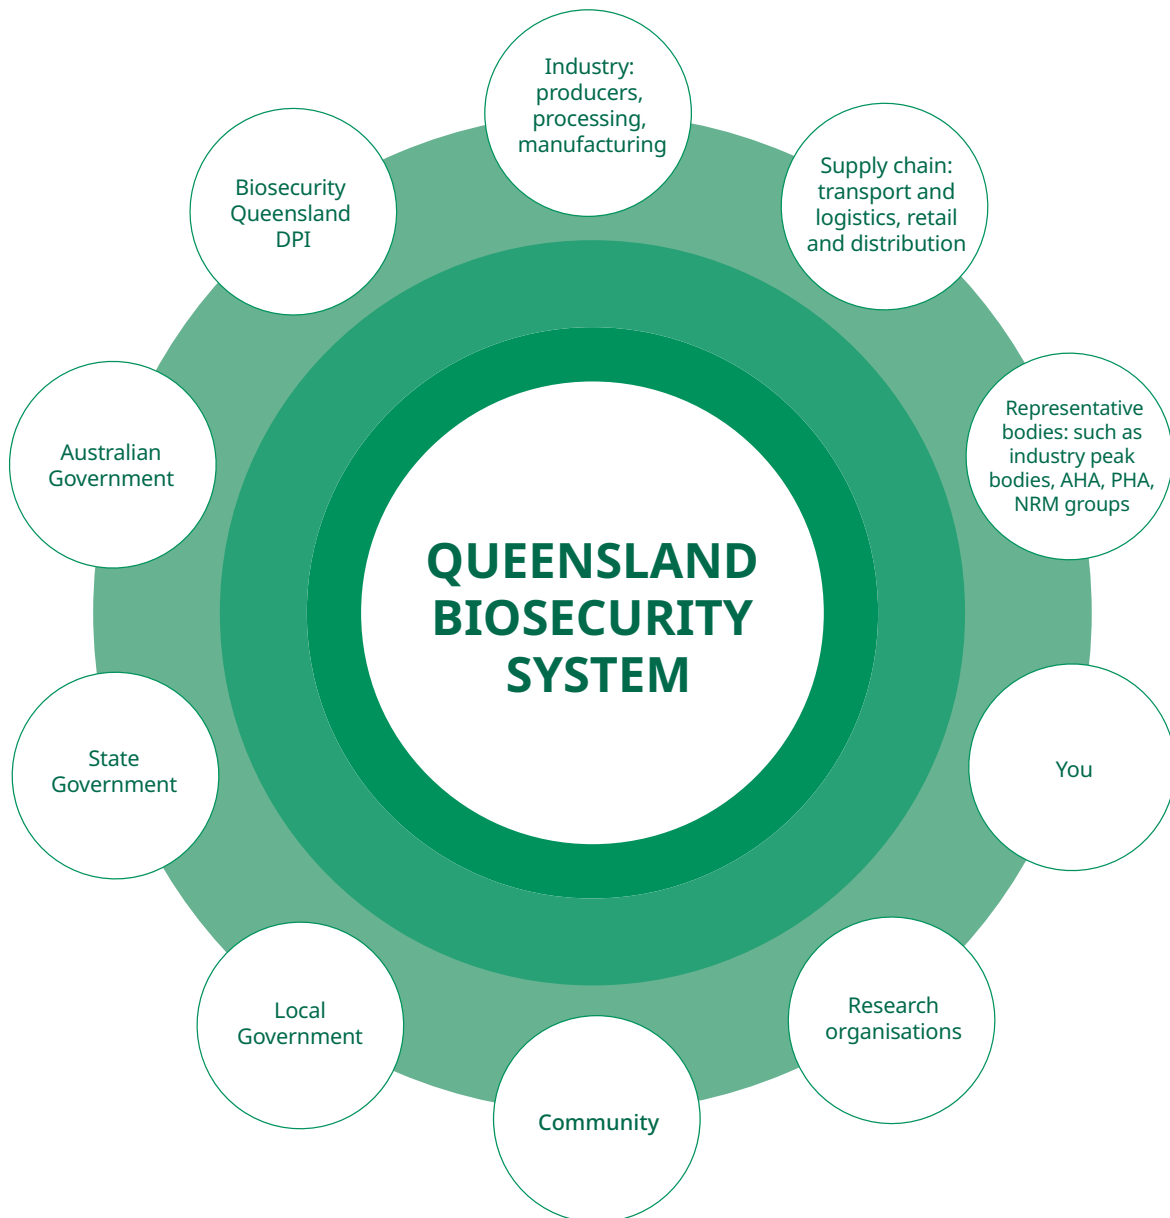 Industry:
producers,
processing,
manufacturing
Supply chain:
transport and
logistics, retail
and distribution
Representative
bodies: such as
industry peak
bodies, AHA, PHA,
NRM groups
You
Research
organisations
Community
Local
Government
State
Government
Australian
Government
Biosecurity
Queensland
DPI
QUEENSLAND
BIOSECURITY
SYSTEM